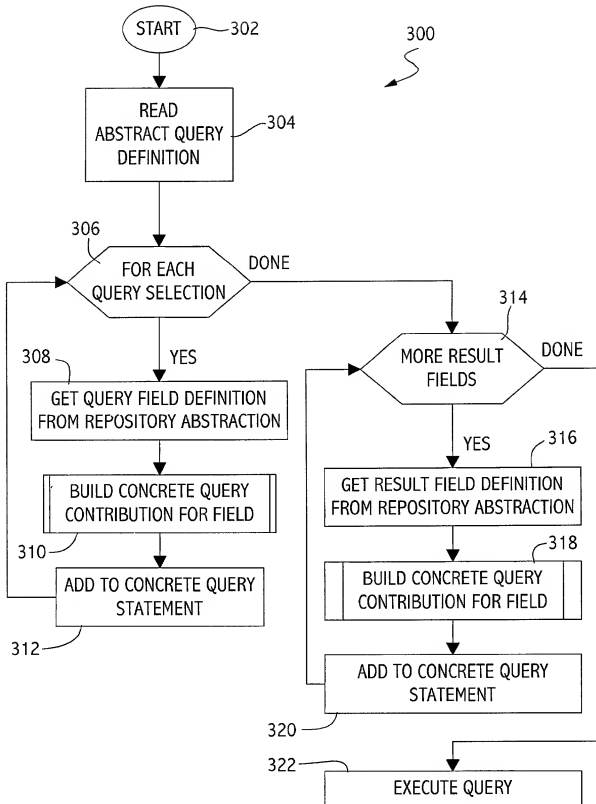 START
302
300
READ
ABSTRACT QUERY
DEFINITION
304
306
FOR EACH
QUERY SELECTION
DONE
YES
308
GET QUERY FIELD DEFINITION
FROM REPOSITORY ABSTRACTION
BUILD CONCRETE QUERY
CONTRIBUTION FOR FIELD
310
ADD TO CONCRETE QUERY
STATEMENT
312
314
MORE RESULT
FIELDS
DONE
YES
316
GET RESULT FIELD DEFINITION
FROM REPOSITORY ABSTRACTION
318
BUILD CONCRETE QUERY
CONTRIBUTION FOR FIELD
ADD TO CONCRETE QUERY
STATEMENT
320
322
EXECUTE QUERY